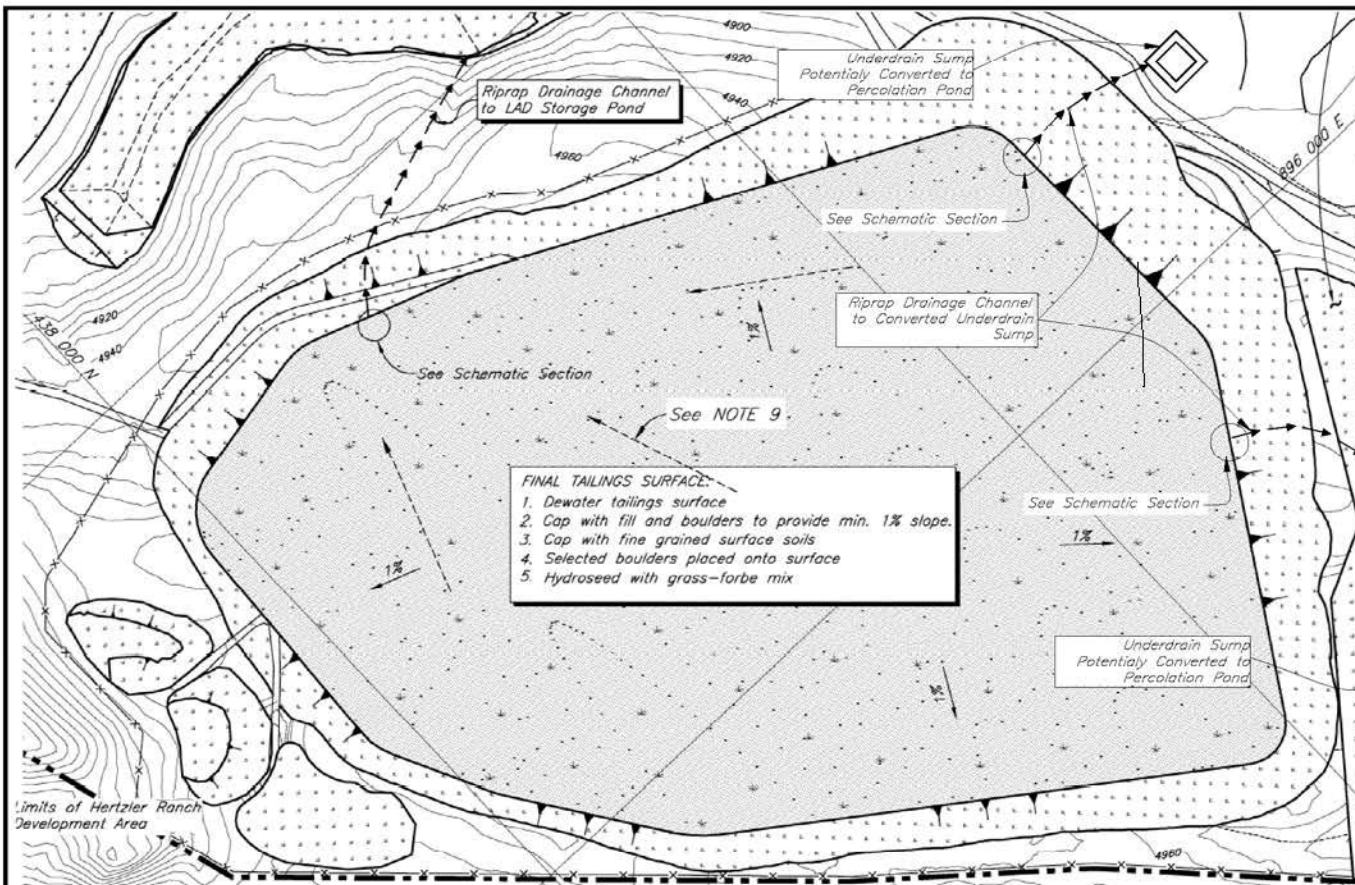 4900
4920
4940
4960
Underdrain Sump
Potentialy Converted to
Percolation Pond
Riprap Drainage Channel
to LAD Storage Pond
1 896 000 E
See Schematic Section
Riprap Drainage Channel
to Converted Underdrain
Sump
1%
438 000 N
4920
4940
See Schematic Section
See NOTE 9
FINAL TAILINGS SURFACE:
1. Dewater tailings surface
2. Cap with fill and boulders to provide min. 1% slope.
3. Cap with fine grained surface soils
4. Selected boulders placed onto surface
5. Hydroseed with grass-forbe mix
See Schematic Section
1%
1%
Underdrain Sump
Potentialy Converted to
Percolation Pond
1%
Limits of Hertzler Ranch
Development Area
4960